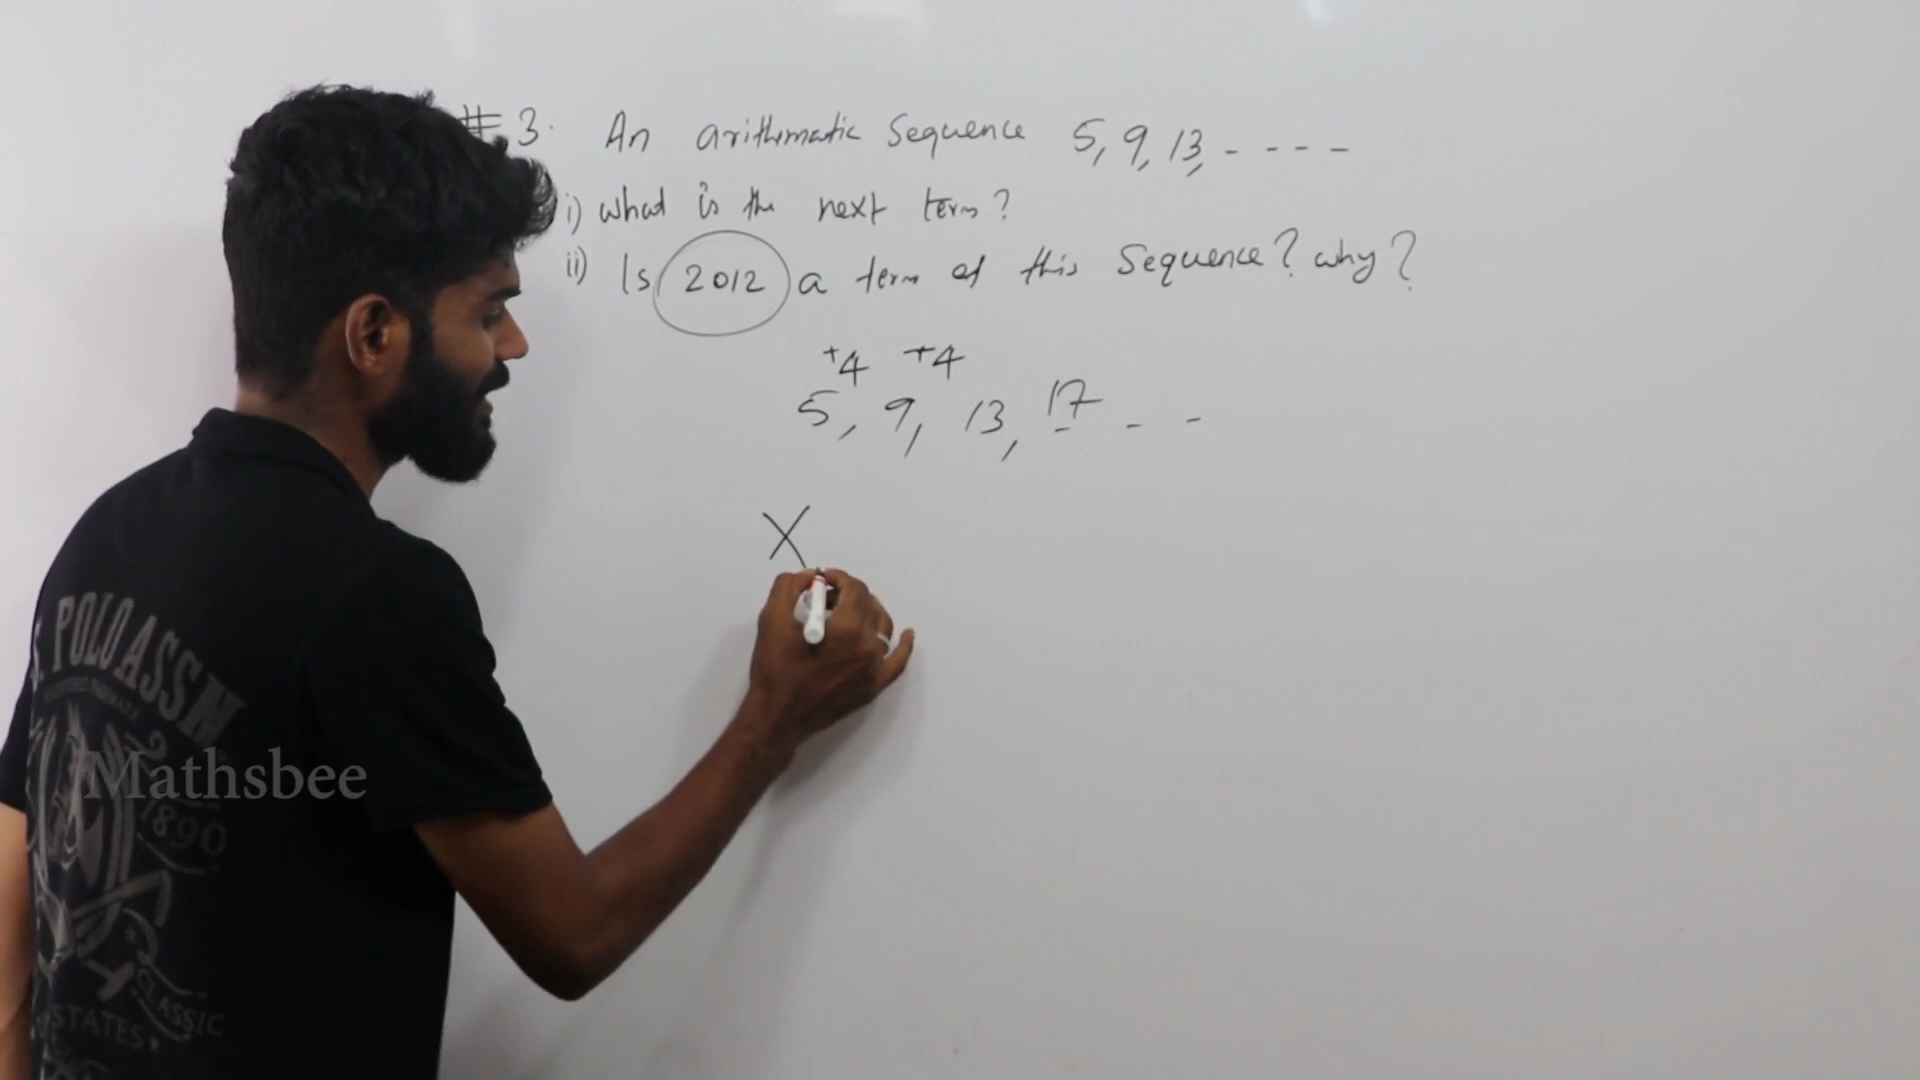 # 3. An arithmatic Sequence 5, 9, 13, - - - -
i) what is the next term?
ii) Is 2012 a term of this Sequence? why?
+4 +4
5, 9, 13, 17 - -
X
POLO ASSN
Mathsbee
1890
CLASSIC
STATES